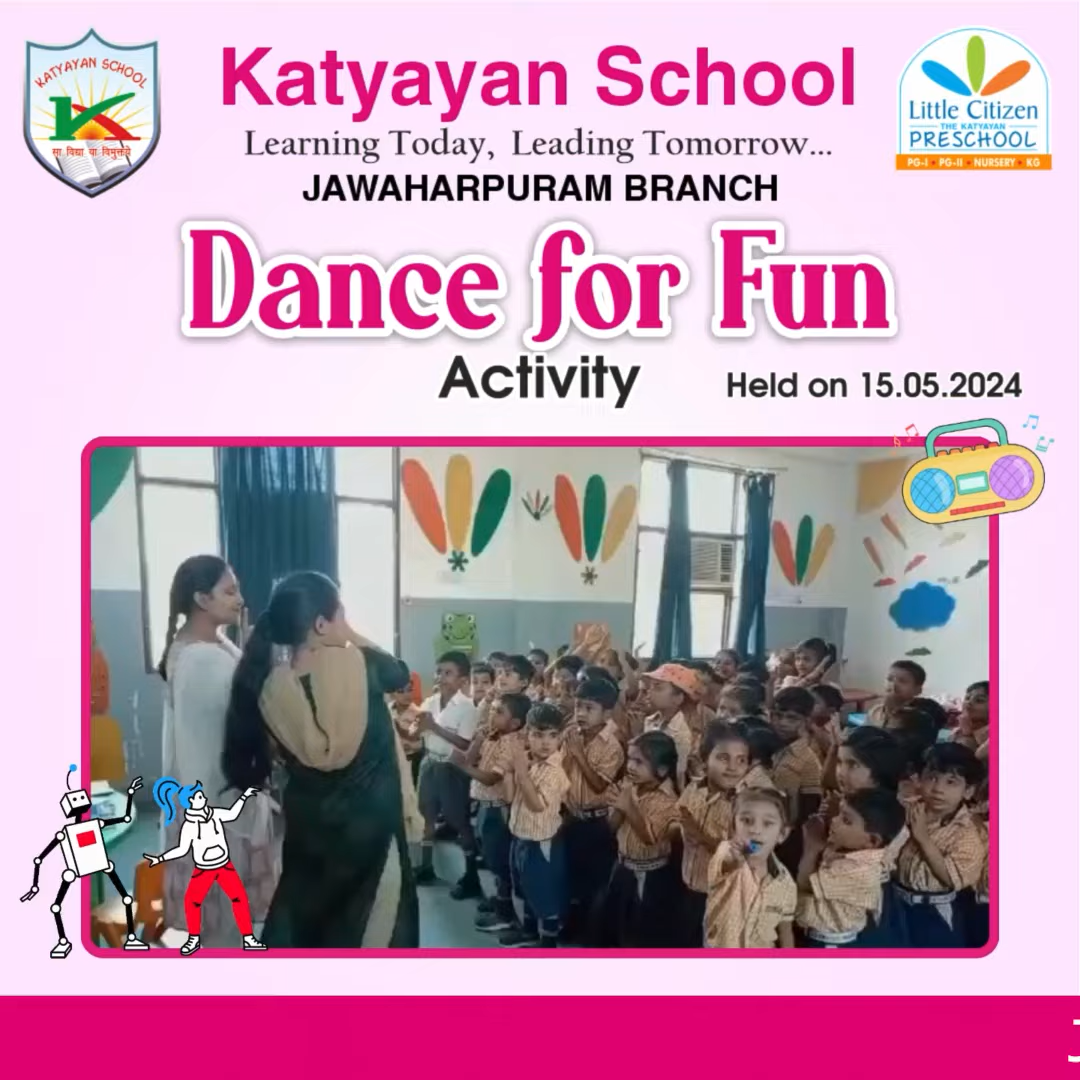 KATYAYAN SCHOOL
सा विद्या या विमुक्तये
Katyayan School
Learning Today, Leading Tomorrow...
JAWAHARPURAM BRANCH
Little Citizen
THE KATYAYAN
PRESCHOOL
PG-I • PG-II • NURSERY • KG
Dance for Fun
Activity
Held on 15.05.2024